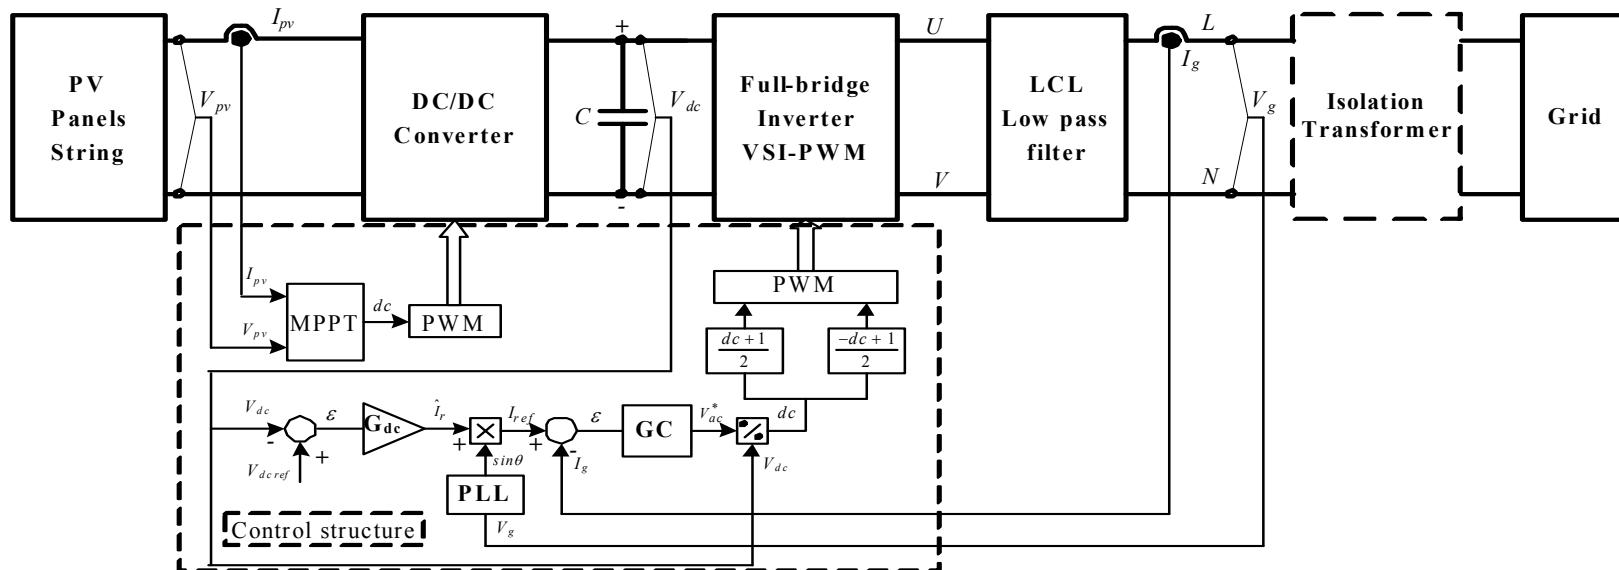 I_pv
L
U
PV
Panels
String
V_pv
DC/DC
Converter
+
C
-
V_dc
Full-bridge
Inverter
VSI-PWM
V
LCL
Low pass
filter
I_g
N
V_g
Isolation
Transformer
Grid
I_pv
V_pv
MPPT
dc
PWM
PWM
dc + 1
2
−dc + 1
2
V_dc
-
ε
+
V_dcref
G_dc
Î_r
+
×
I_ref
+
-
sinθ
I_g
ε
GC
V*_ac
dc
V_dc
PLL
V_g
Control structure